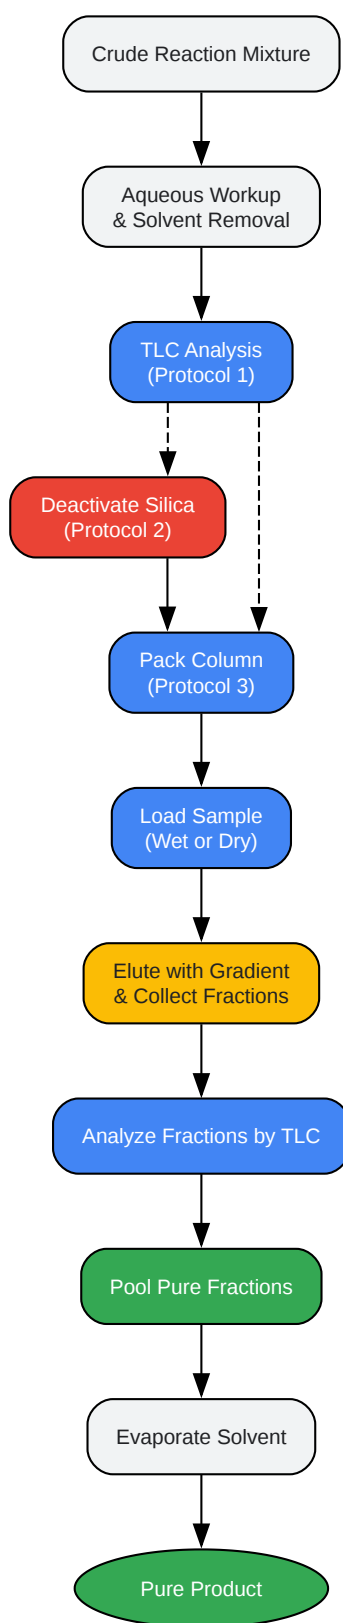 Crude Reaction Mixture
Aqueous Workup
& Solvent Removal
TLC Analysis
(Protocol 1)
Deactivate Silica
(Protocol 2)
Pack Column
(Protocol 3)
Load Sample
(Wet or Dry)
Elute with Gradient
& Collect Fractions
Analyze Fractions by TLC
Pool Pure Fractions
Evaporate Solvent
Pure Product